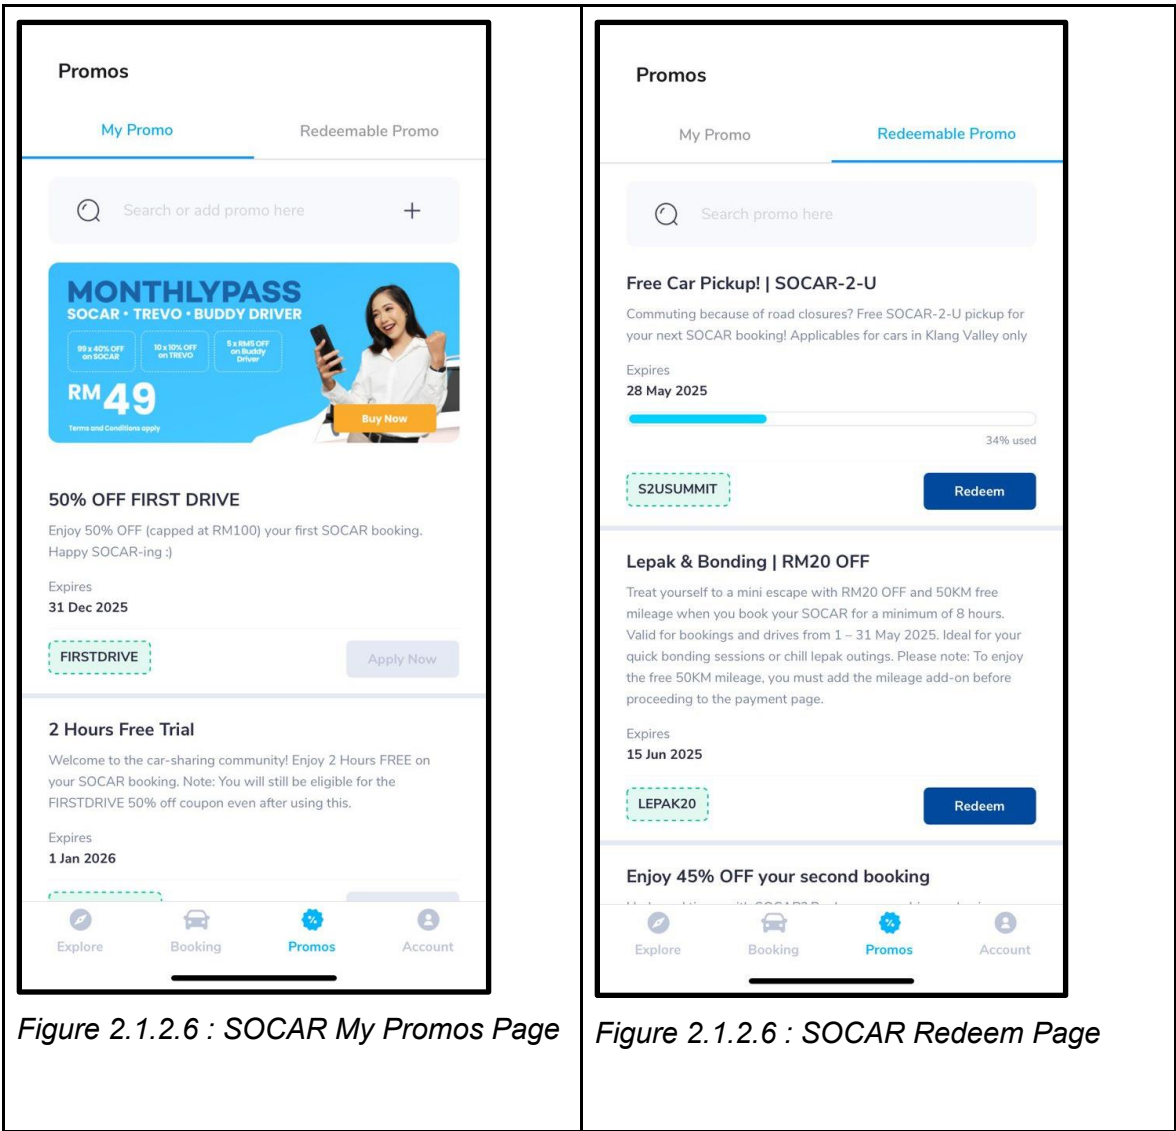 Promos
My Promo
Redeemable Promo
Search or add promo here
MONTHLYPASS
SOCAR • TREVO • BUDDY DRIVER
99 x 40% OFF
on SOCAR
10 x 10% OFF
on TREVO
5 x RM5 OFF
on Buddy
Driver
RM49
Terms and Conditions apply
Buy Now
50% OFF FIRST DRIVE
Enjoy 50% OFF (capped at RM100) your first SOCAR booking.
Happy SOCAR-ing :)
Expires
31 Dec 2025
FIRSTDRIVE
Apply Now
2 Hours Free Trial
Welcome to the car-sharing community! Enjoy 2 Hours FREE on
your SOCAR booking. Note: You will still be eligible for the
FIRSTDRIVE 50% off coupon even after using this.
Expires
1 Jan 2026
Explore
Booking
Promos
Account
Figure 2.1.2.6 : SOCAR My Promos Page
Promos
My Promo
Redeemable Promo
Search promo here
Free Car Pickup! | SOCAR-2-U
Commuting because of road closures? Free SOCAR-2-U pickup for
your next SOCAR booking! Applicables for cars in Klang Valley only
Expires
28 May 2025
34% used
S2USUMMIT
Redeem
Lepak & Bonding | RM20 OFF
Treat yourself to a mini escape with RM20 OFF and 50KM free
mileage when you book your SOCAR for a minimum of 8 hours.
Valid for bookings and drives from 1 – 31 May 2025. Ideal for your
quick bonding sessions or chill lepak outings. Please note: To enjoy
the free 50KM mileage, you must add the mileage add-on before
proceeding to the payment page.
Expires
15 Jun 2025
LEPAK20
Redeem
Enjoy 45% OFF your second booking
Explore
Booking
Promos
Account
Figure 2.1.2.6 : SOCAR Redeem Page